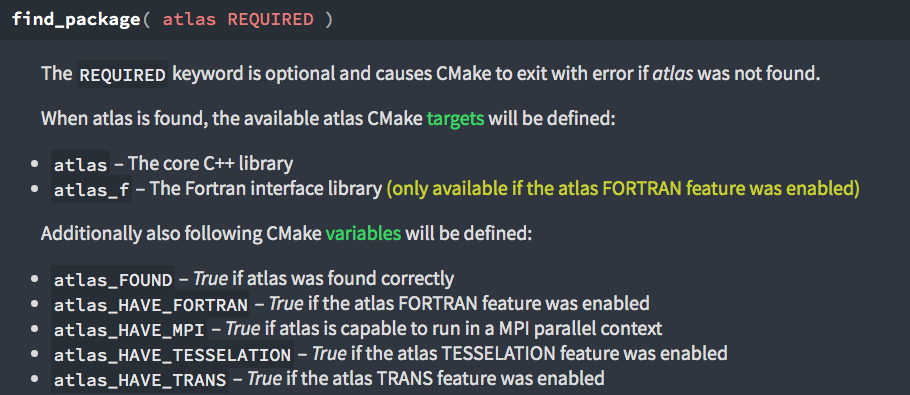 find_package( atlas REQUIRED )
The REQUIRED keyword is optional and causes CMake to exit with error if atlas was not found.
When atlas is found, the available atlas CMake targets will be defined:
• atlas – The core C++ library
• atlas_f – The Fortran interface library (only available if the atlas FORTRAN feature was enabled)
Additionally also following CMake variables will be defined:
• atlas_FOUND – True if atlas was found correctly
• atlas_HAVE_FORTRAN – True if the atlas FORTRAN feature was enabled
• atlas_HAVE_MPI – True if atlas is capable to run in a MPI parallel context
• atlas_HAVE_TESSELATION – True if the atlas TESSELATION feature was enabled
• atlas_HAVE_TRANS – True if the atlas TRANS feature was enabled